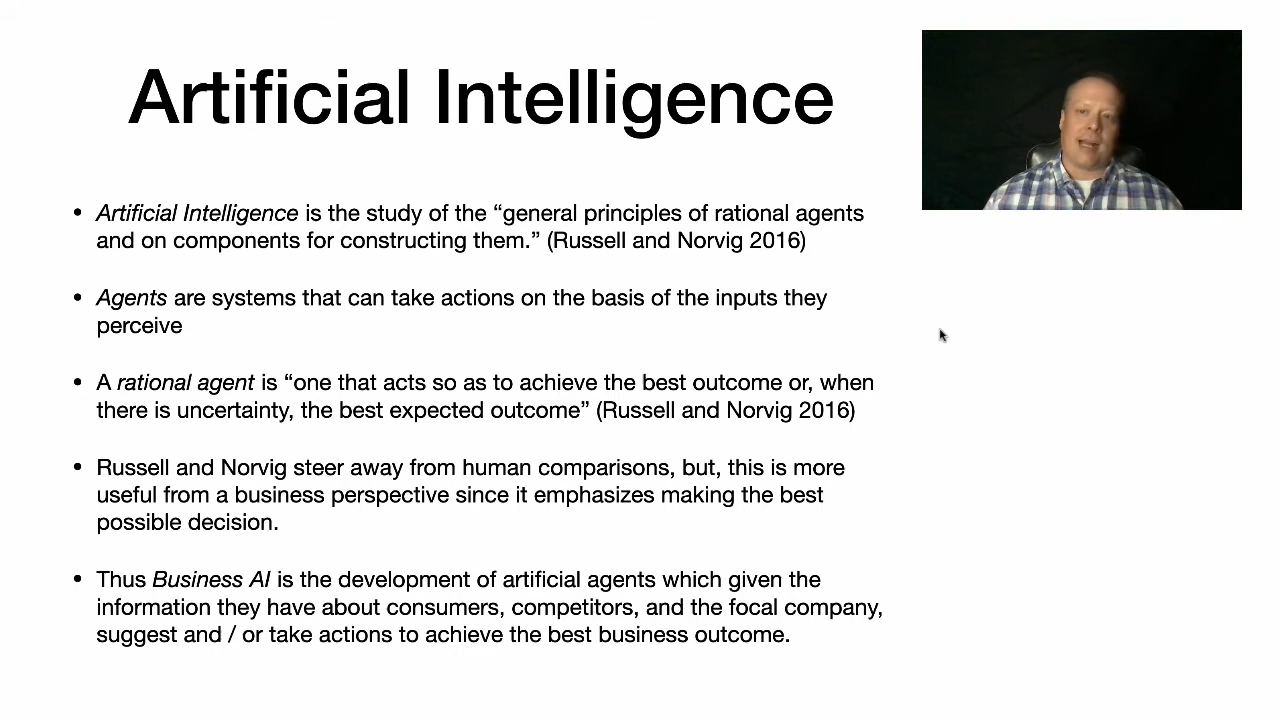 Artificial Intelligence
• Artificial Intelligence is the study of the “general principles of rational agents
and on components for constructing them.” (Russell and Norvig 2016)
• Agents are systems that can take actions on the basis of the inputs they
perceive
• A rational agent is “one that acts so as to achieve the best outcome or, when
there is uncertainty, the best expected outcome” (Russell and Norvig 2016)
• Russell and Norvig steer away from human comparisons, but, this is more
useful from a business perspective since it emphasizes making the best
possible decision.
• Thus Business AI is the development of artificial agents which given the
information they have about consumers, competitors, and the focal company,
suggest and / or take actions to achieve the best business outcome.